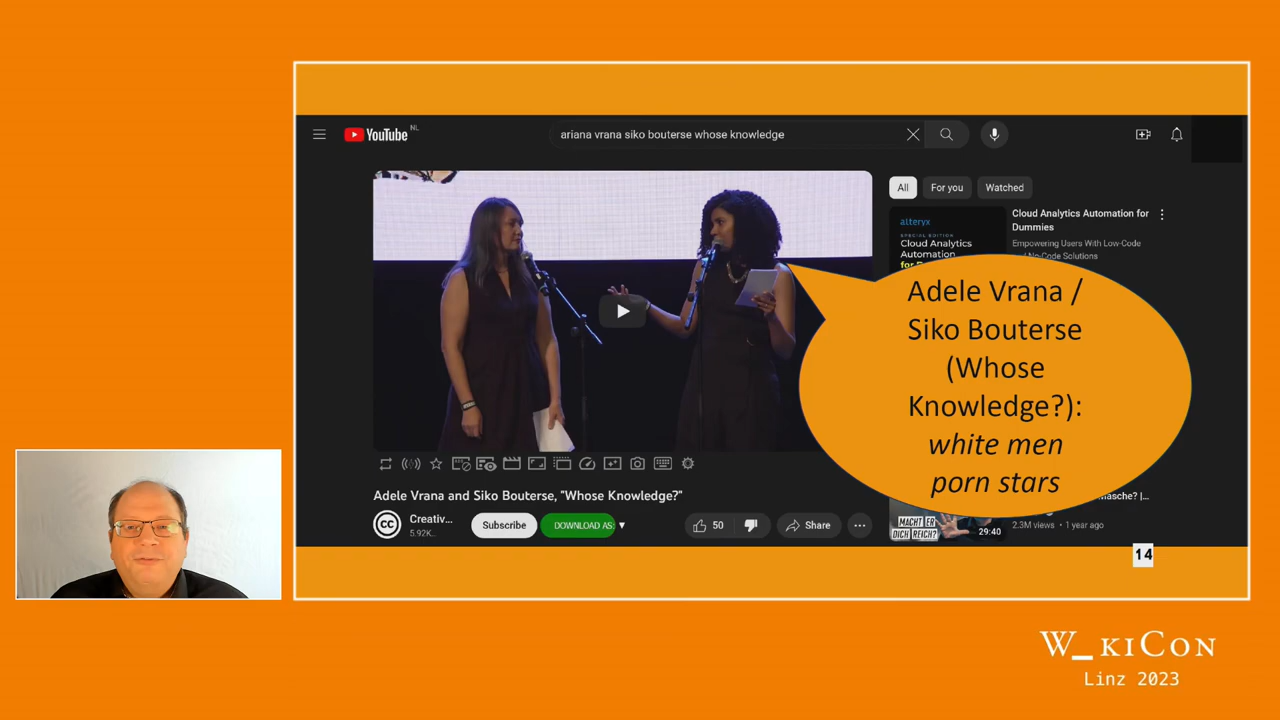 YouTube NL
ariana vrana siko bouterse whose knowledge
All For you Watched
alteryx
SPECIAL EDITION
Cloud Analytics
Automation
Cloud Analytics Automation for
Dummies
Empowering Users With Low-Code
No-Code Solutions
Adele Vrana /
Siko Bouterse
(Whose
Knowledge?):
white men
porn stars
Adele Vrana and Siko Bouterse, "Whose Knowledge?"
CC
Creativ...
5.92K...
Subscribe
DOWNLOAD AS:
50
Share
MACHT ER
DICH REICH?
29:40
2.3M views • 1 year ago
14
W_KICON
Linz 2023